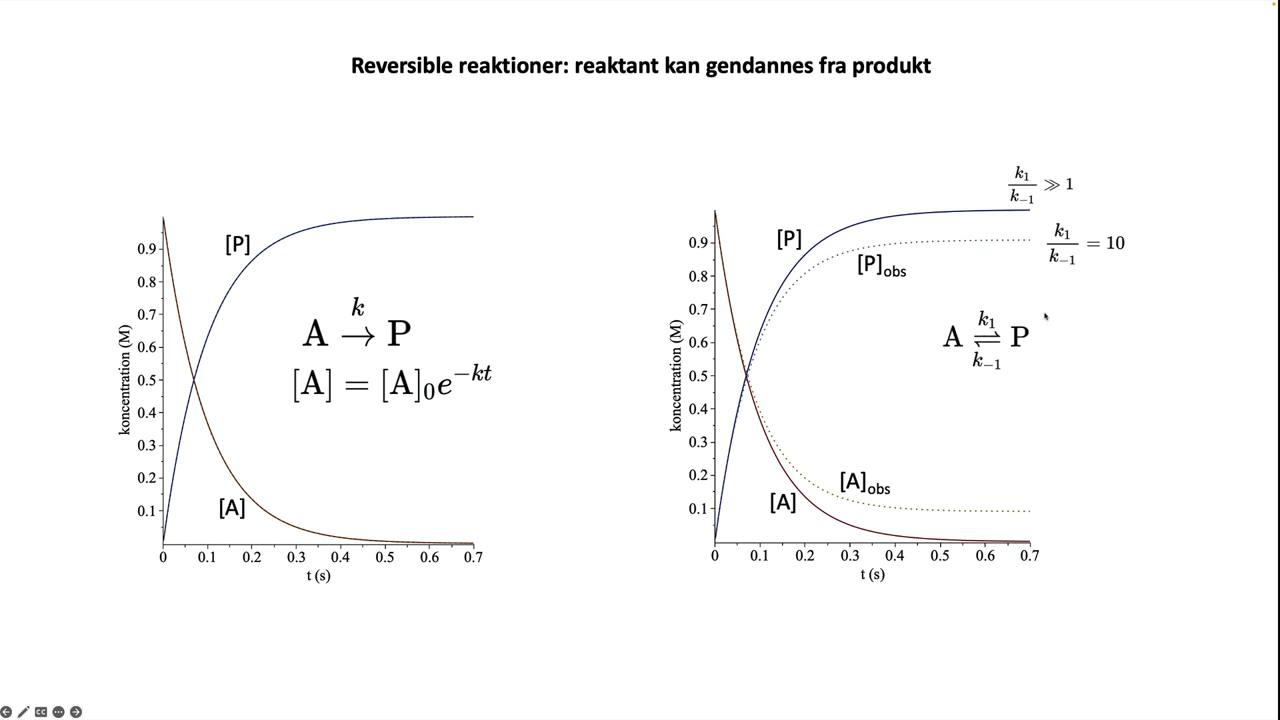 Reversible reaktioner: reaktant kan gendannes fra produkt
[P]
0.9
0.8
0.7
0.6
0.5
0.4
0.3
0.2
0.1
koncentration (M)
k
A → P
[A] = [A]₀e^{-kt}
[A]
0 0.1 0.2 0.3 0.4 0.5 0.6 0.7
t (s)
k₁/k₋₁ ≫ 1
k₁/k₋₁ = 10
[P]
[P]obs
0.9
0.8
0.7
0.6
0.5
0.4
0.3
0.2
0.1
koncentration (M)
k₁
A ⇌ P
k₋₁
[A]obs
[A]
0 0.1 0.2 0.3 0.4 0.5 0.6 0.7
t (s)
CC